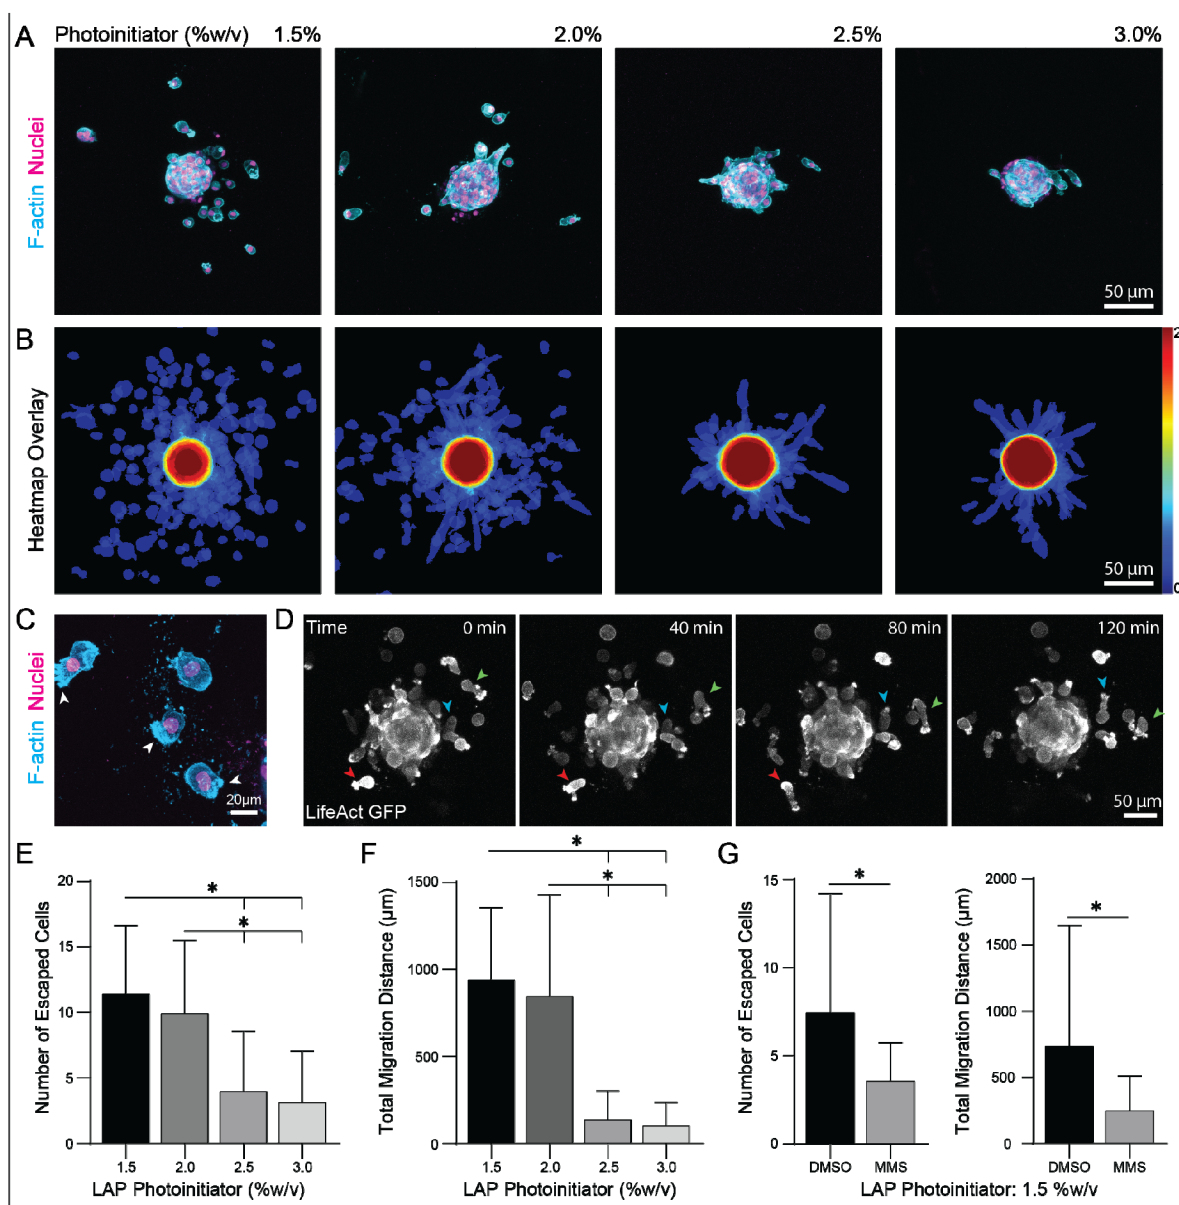 A Photoinitiator (%w/v) 1.5% 2.0% 2.5% 3.0%
F-actin Nuclei
50 µm
B
Heatmap Overlay
2
0
50 µm
C
F-actin Nuclei
20µm
D Time 0 min 40 min 80 min 120 min
LifeAct GFP
50 µm
E
Number of Escaped Cells
20
15
10
5
0
*
*
1.5 2.0 2.5 3.0
LAP Photoinitiator (%w/v)
F
Total Migration Distance (µm)
1500
1000
500
0
*
*
1.5 2.0 2.5 3.0
LAP Photoinitiator (%w/v)
G
Number of Escaped Cells
15
10
5
0
*
DMSO MMS
Total Migration Distance (µm)
2000
1500
1000
500
0
*
DMSO MMS
LAP Photoinitiator: 1.5 %w/v